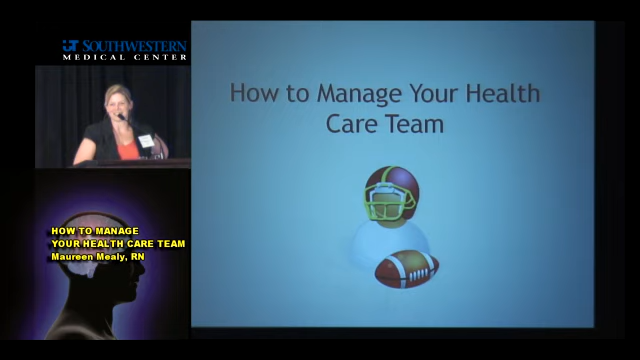 UT SOUTHWESTERN
MEDICAL CENTER
How to Manage Your Health
Care Team
HOW TO MANAGE
YOUR HEALTH CARE TEAM
Maureen Mealy, RN